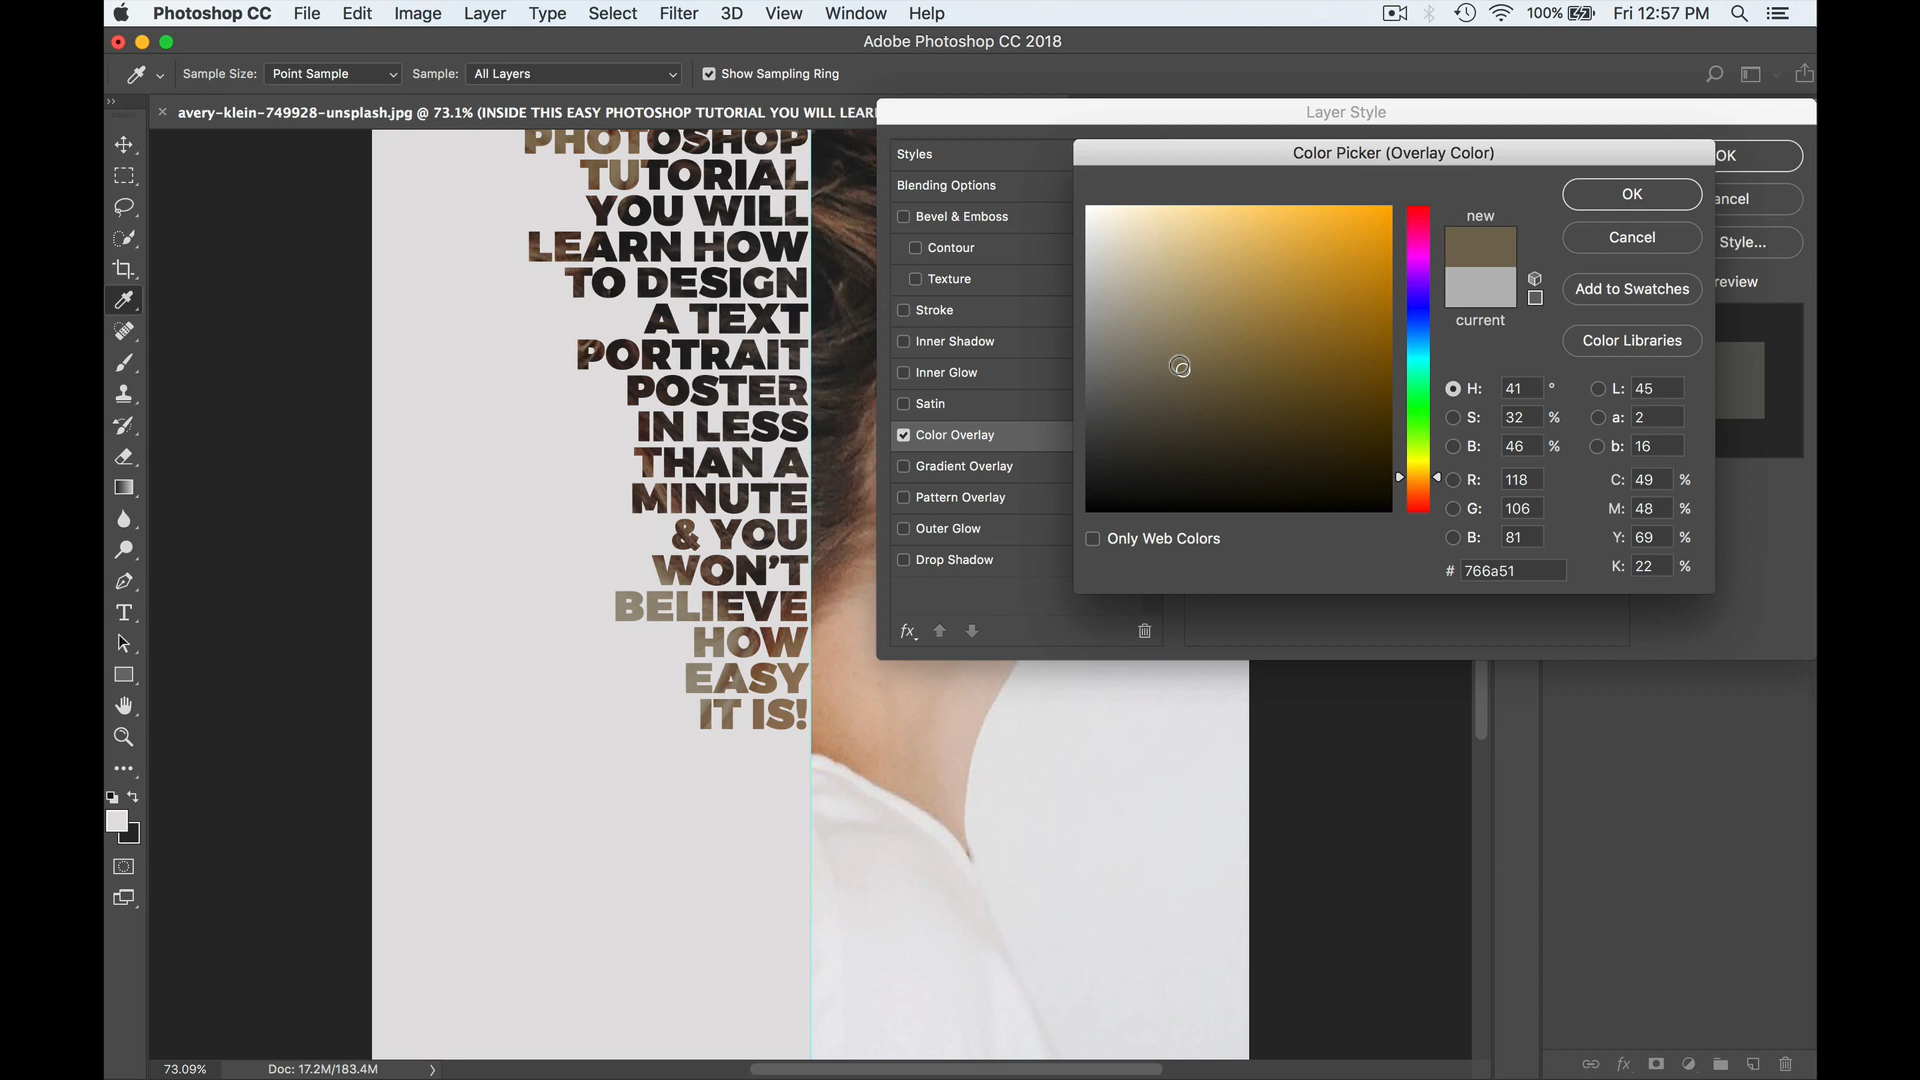 Photoshop CC File Edit Image Layer Type Select Filter 3D View Window Help 100% Fri 12:57 PM
Adobe Photoshop CC 2018
Sample Size: Point Sample Sample: All Layers Show Sampling Ring
avery-klein-749928-unsplash.jpg @ 73.1% (INSIDE THIS EASY PHOTOSHOP TUTORIAL YOU WILL LEAR
PHOTOSHOP
TUTORIAL
YOU WILL
LEARN HOW
TO DESIGN
A TEXT
PORTRAIT
POSTER
IN LESS
THAN A
MINUTE
& YOU
WON'T
BELIEVE
HOW
EASY
IT IS!
Layer Style
Styles
Blending Options
Bevel & Emboss
Contour
Texture
Stroke
Inner Shadow
Inner Glow
Satin
Color Overlay
Gradient Overlay
Pattern Overlay
Outer Glow
Drop Shadow
fx
OK
ancel
Style...
review
Color Picker (Overlay Color)
new
current
OK
Cancel
Add to Swatches
Color Libraries
H: 41 ° L: 45
S: 32 % a: 2
B: 46 % b: 16
R: 118 C: 49 %
G: 106 M: 48 %
B: 81 Y: 69 %
# 766a51 K: 22 %
Only Web Colors
73.09% Doc: 17.2M/183.4M
fx